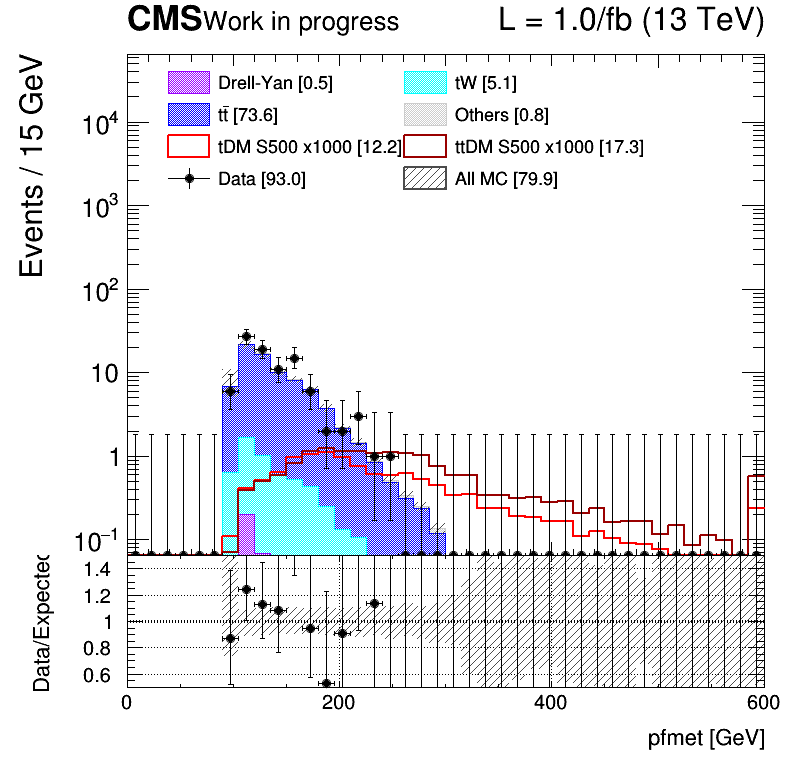 CMS Work in progress L = 1.0/fb (13 TeV)
Events / 15 GeV
Drell-Yan [0.5] tW [5.1]
tt̄ [73.6] Others [0.8]
tDM S500 x1000 [12.2] ttDM S500 x1000 [17.3]
Data [93.0] All MC [79.9]
10⁴
10³
10²
10
1
10⁻¹
Data/Expected
1.4
1.2
1
0.8
0.6
0 200 400 600
pfmet [GeV]